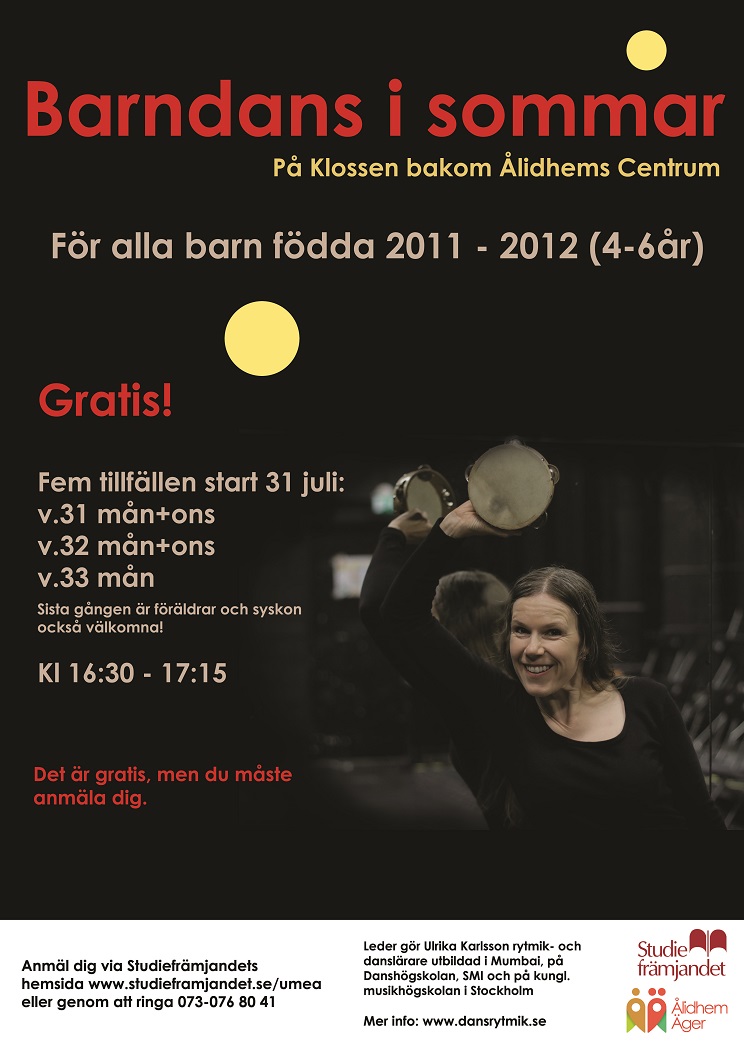 Barndans i sommar
På Klossen bakom Ålidhems Centrum
För alla barn födda 2011 - 2012 (4-6år)
Gratis!
Fem tillfällen start 31 juli:
v.31 mån+ons
v.32 mån+ons
v.33 mån
Sista gången är föräldrar och syskon
också välkomna!
Kl 16:30 - 17:15
Det är gratis, men du måste
anmäla dig.
Anmäl dig via Studiefrämjandets
hemsida www.studieframjandet.se/umea
eller genom att ringa 073-076 80 41
Leder gör Ulrika Karlsson rytmik- och
danslärare utbildad i Mumbai, på
Danshögskolan, SMI och på kungl.
musikhögskolan i Stockholm
Mer info: www.dansrytmik.se
Studie
främjandet
Ålidhem
Äger